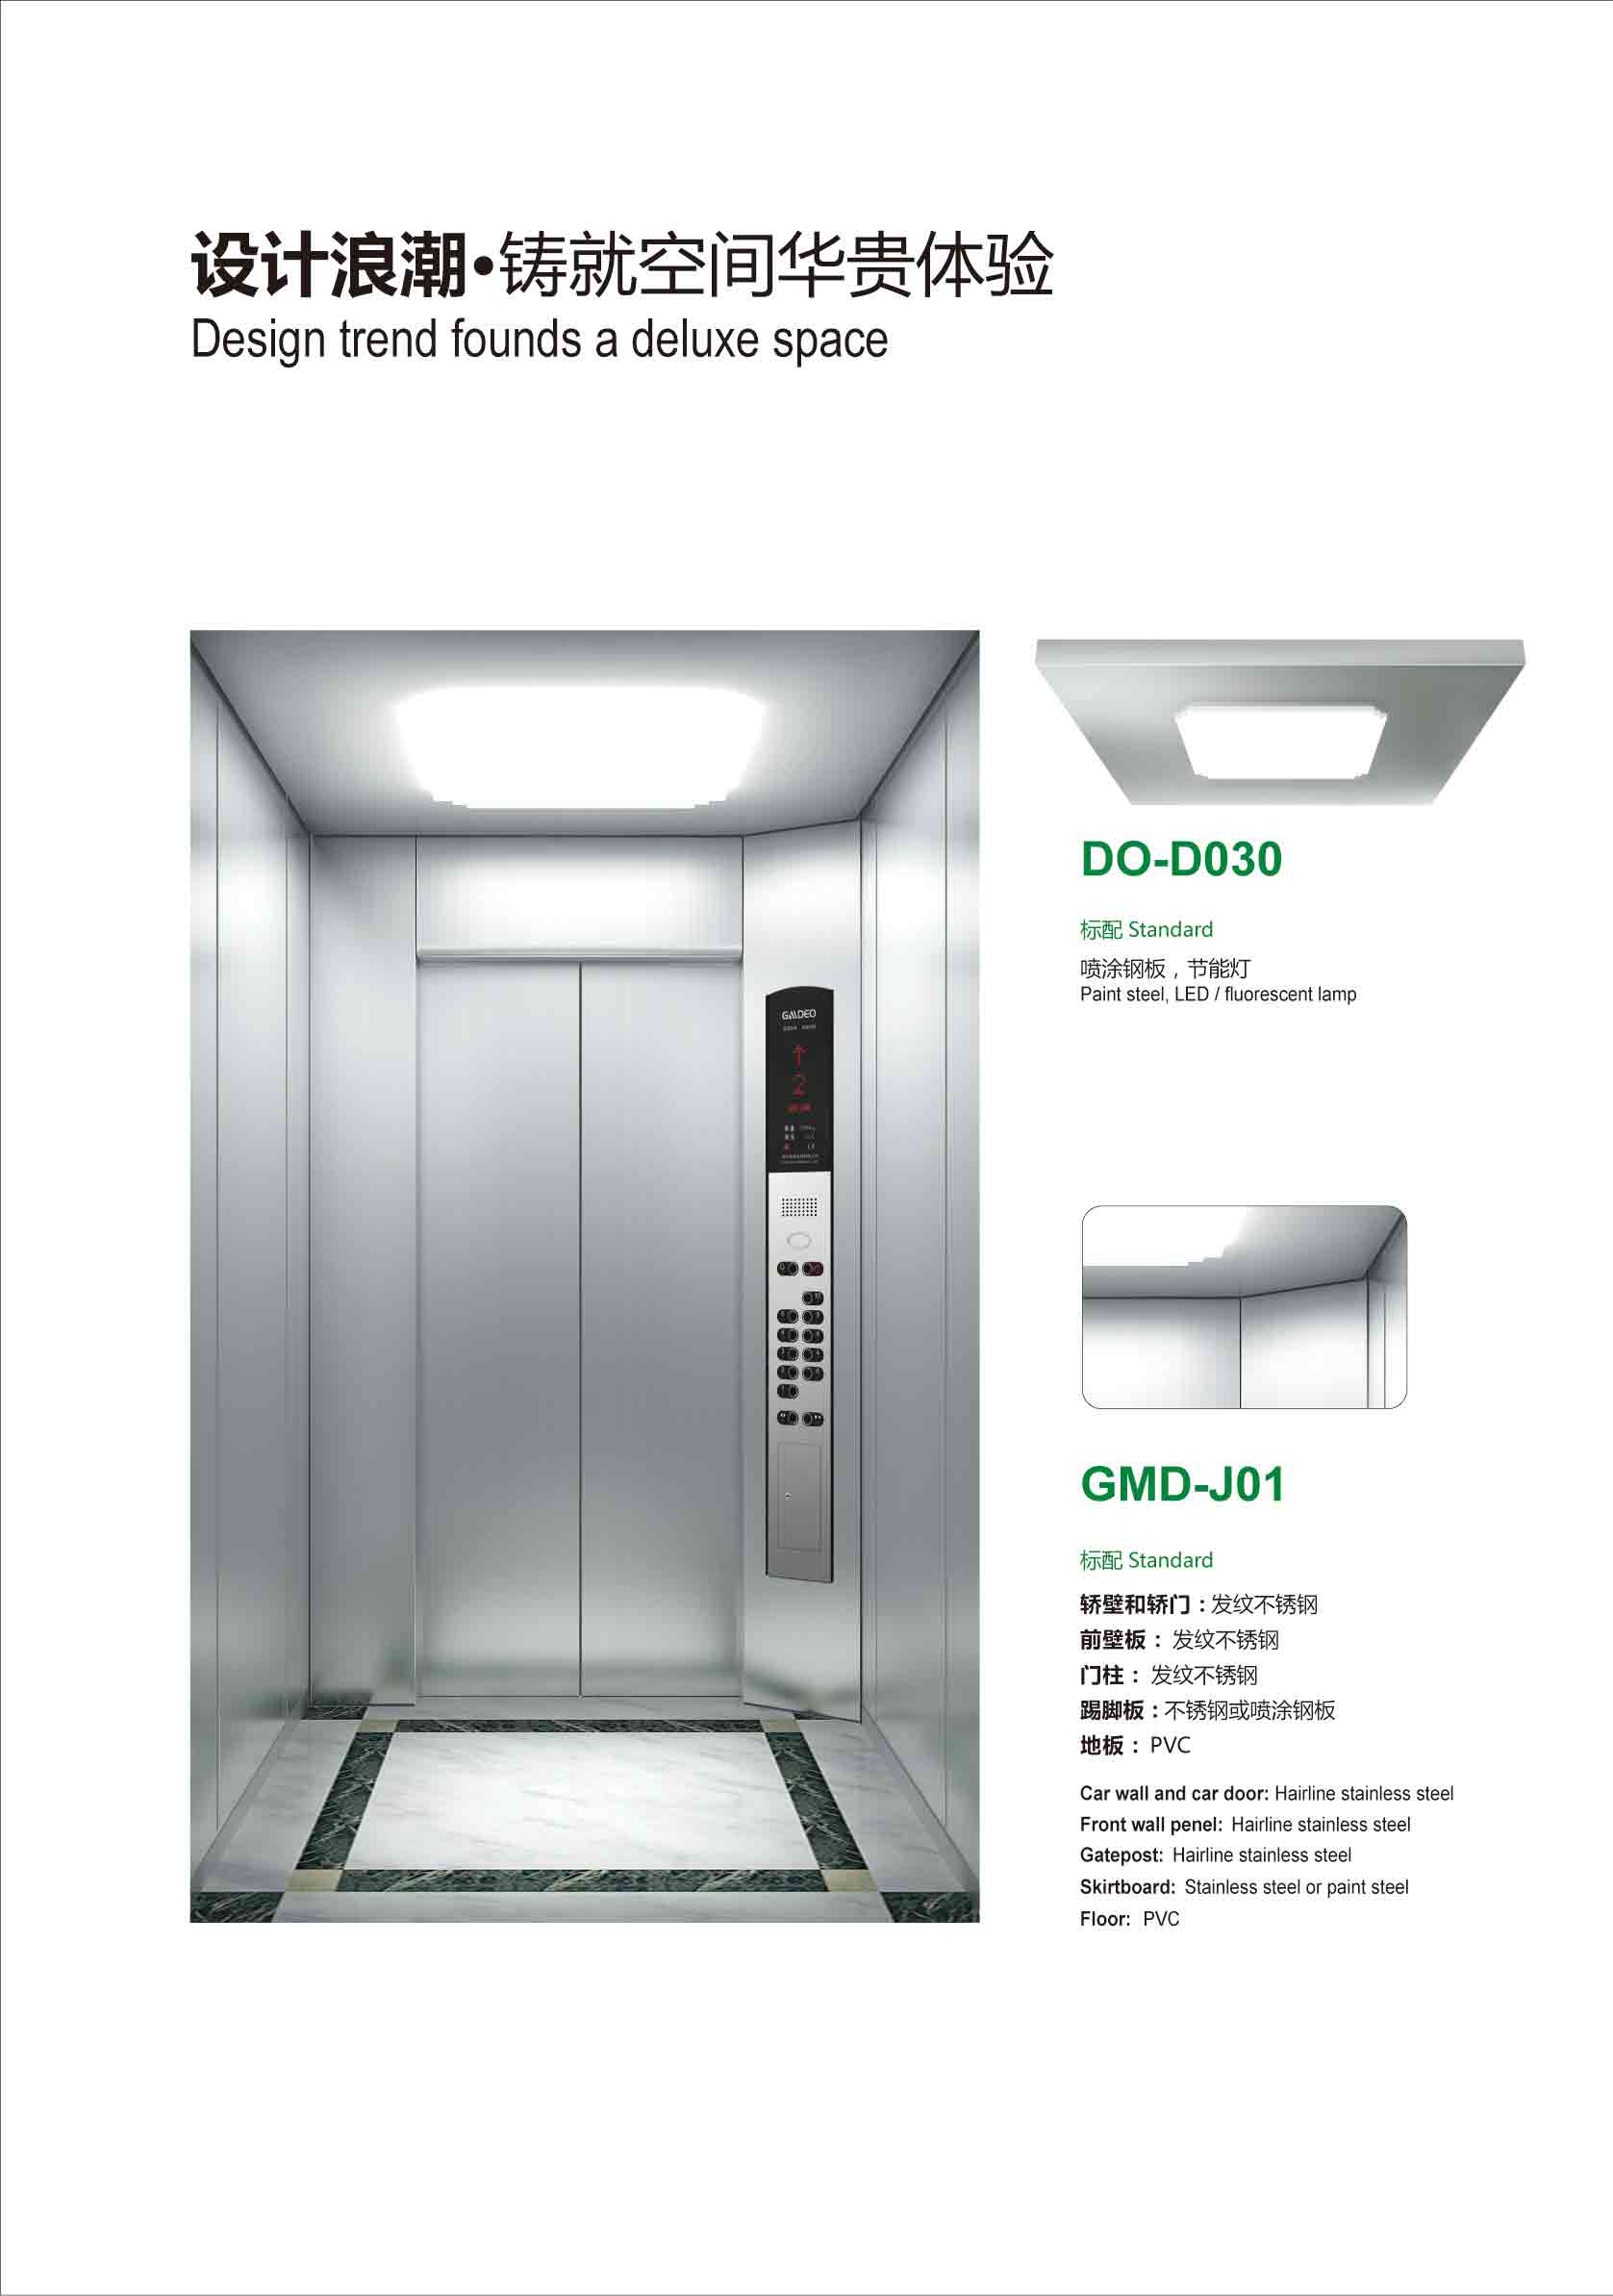 设计浪潮•铸就空间华贵体验
Design trend founds a deluxe space
GMDEO
2
DO-D030
标配 Standard
喷涂钢板，节能灯
Paint steel, LED / fluorescent lamp
GMD-J01
标配 Standard
轿壁和轿门：发纹不锈钢
前壁板： 发纹不锈钢
门柱： 发纹不锈钢
踢脚板：不锈钢或喷涂钢板
地板： PVC
Car wall and car door: Hairline stainless steel
Front wall penel: Hairline stainless steel
Gatepost: Hairline stainless steel
Skirtboard: Stainless steel or paint steel
Floor: PVC